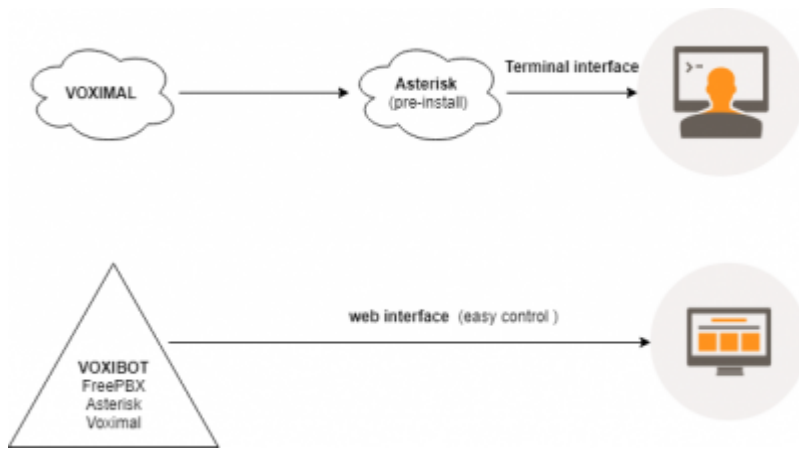 VOXIMAL
Asterisk
(pre-install)
Terminal interface
web interface (easy control )
VOXIBOT
FreePBX
Asterisk
Voximal